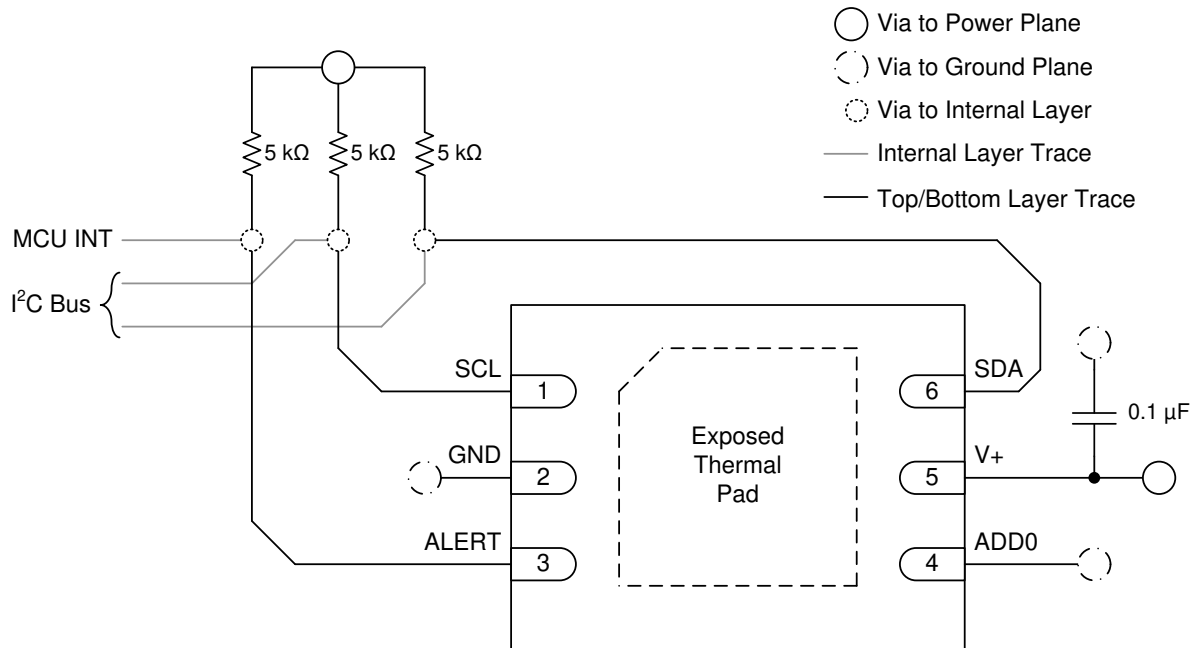 Via to Power Plane
Via to Ground Plane
Via to Internal Layer
Internal Layer Trace
Top/Bottom Layer Trace
5 kΩ
5 kΩ
5 kΩ
MCU INT
I²C Bus
SCL
1
GND
2
ALERT
3
Exposed
Thermal
Pad
SDA
6
V+
5
ADD0
4
0.1 µF